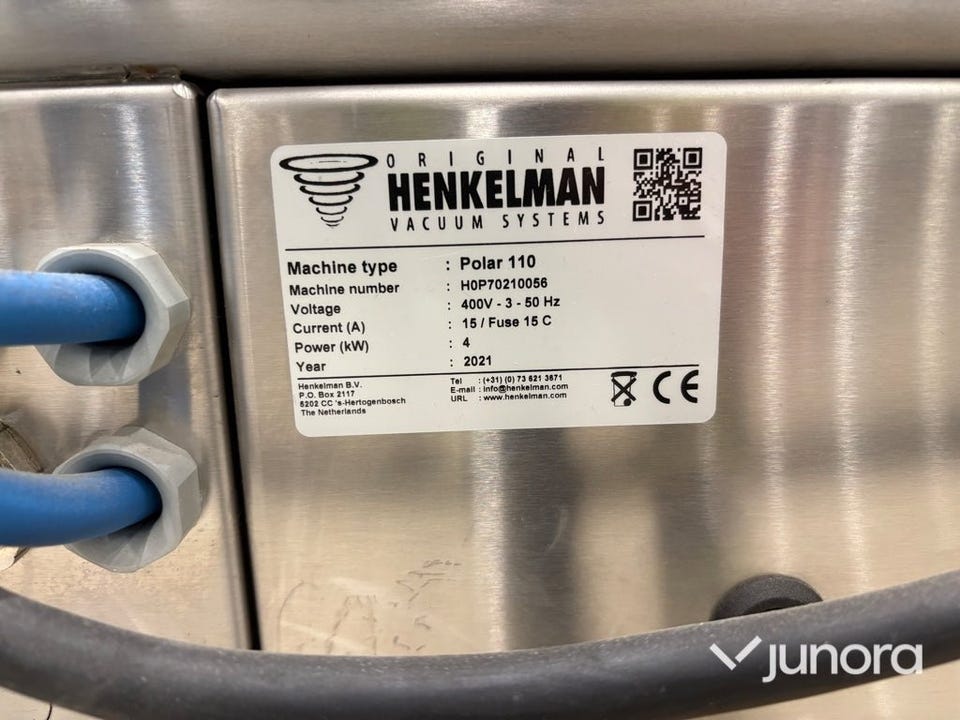 ORIGINAL
HENKELMAN
VACUUM SYSTEMS
Machine type : Polar 110
Machine number : H0P70210056
Voltage : 400V - 3 - 50 Hz
Current (A) : 15 / Fuse 15 C
Power (kW) : 4
Year : 2021
Henkelman B.V.
P.O. Box 2117
5202 CC 's-Hertogenbosch
The Netherlands
Tel : (+31) (0) 73 621 3671
E-mail : info@henkelman.com
URL : www.henkelman.com
CE
junora